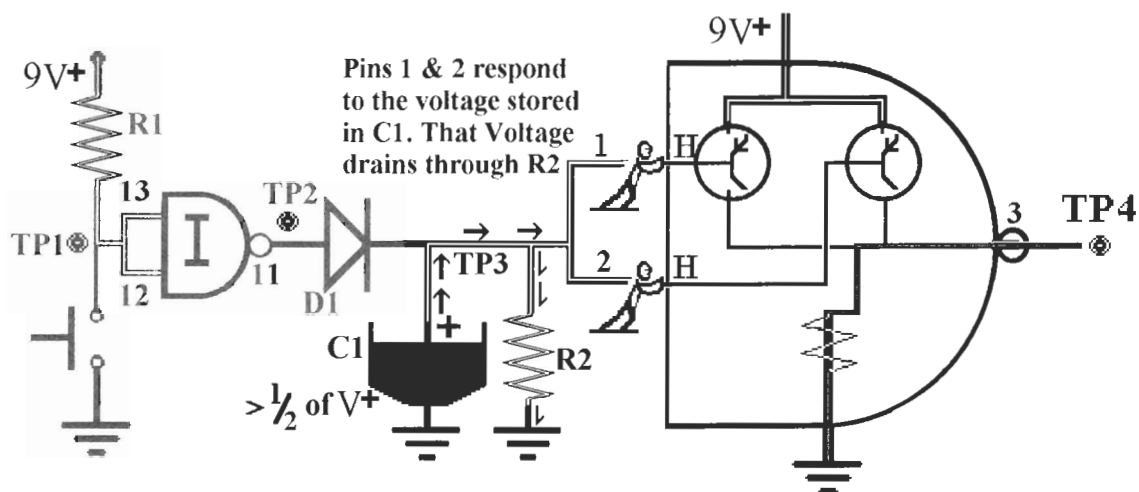 9V+
R1
13
TP1
12
I
TP2
11
D1
Pins 1 & 2 respond
to the voltage stored
in C1. That Voltage
drains through R2
TP3
+
C1
> 1/2 of V+
R2
1
H
2
H
9V+
3
TP4